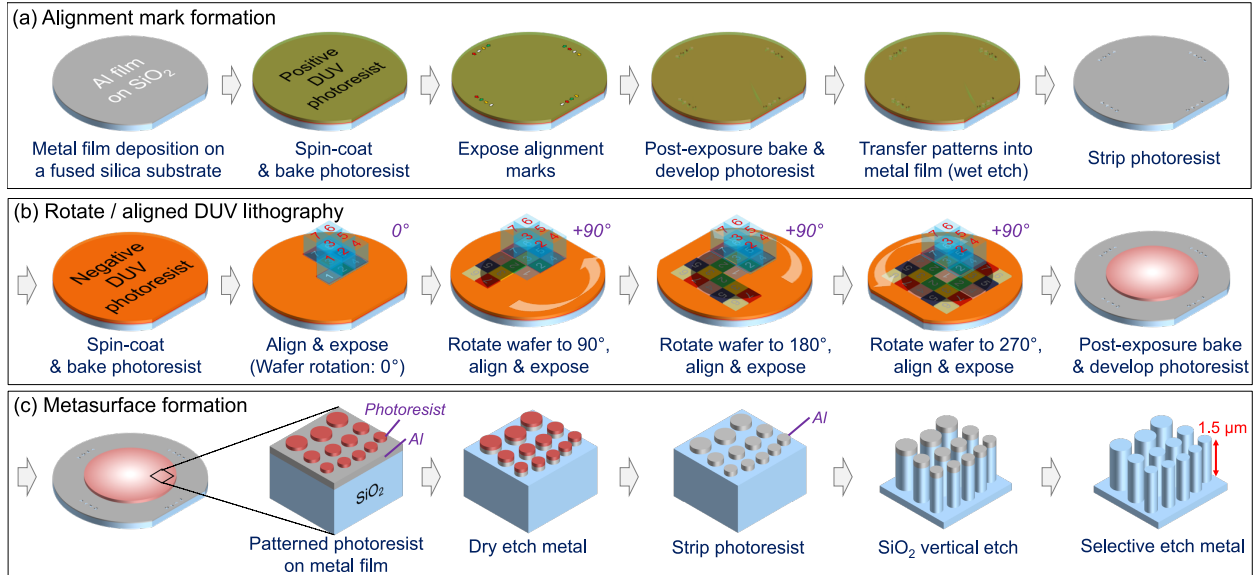 (a) Alignment mark formation
Al film
on SiO₂
Positive
DUV
photoresist
Metal film deposition on
a fused silica substrate
Spin-coat
& bake photoresist
Expose alignment
marks
Post-exposure bake &
develop photoresist
Transfer patterns into
metal film (wet etch)
Strip photoresist
(b) Rotate / aligned DUV lithography
Negative
DUV
photoresist
0°
+90°
+90°
+90°
Spin-coat
& bake photoresist
Align & expose
(Wafer rotation: 0°)
Rotate wafer to 90°,
align & expose
Rotate wafer to 180°,
align & expose
Rotate wafer to 270°,
align & expose
Post-exposure bake
& develop photoresist
(c) Metasurface formation
Photoresist
Al
SiO₂
Al
1.5 µm
Patterned photoresist
on metal film
Dry etch metal
Strip photoresist
SiO₂ vertical etch
Selective etch metal